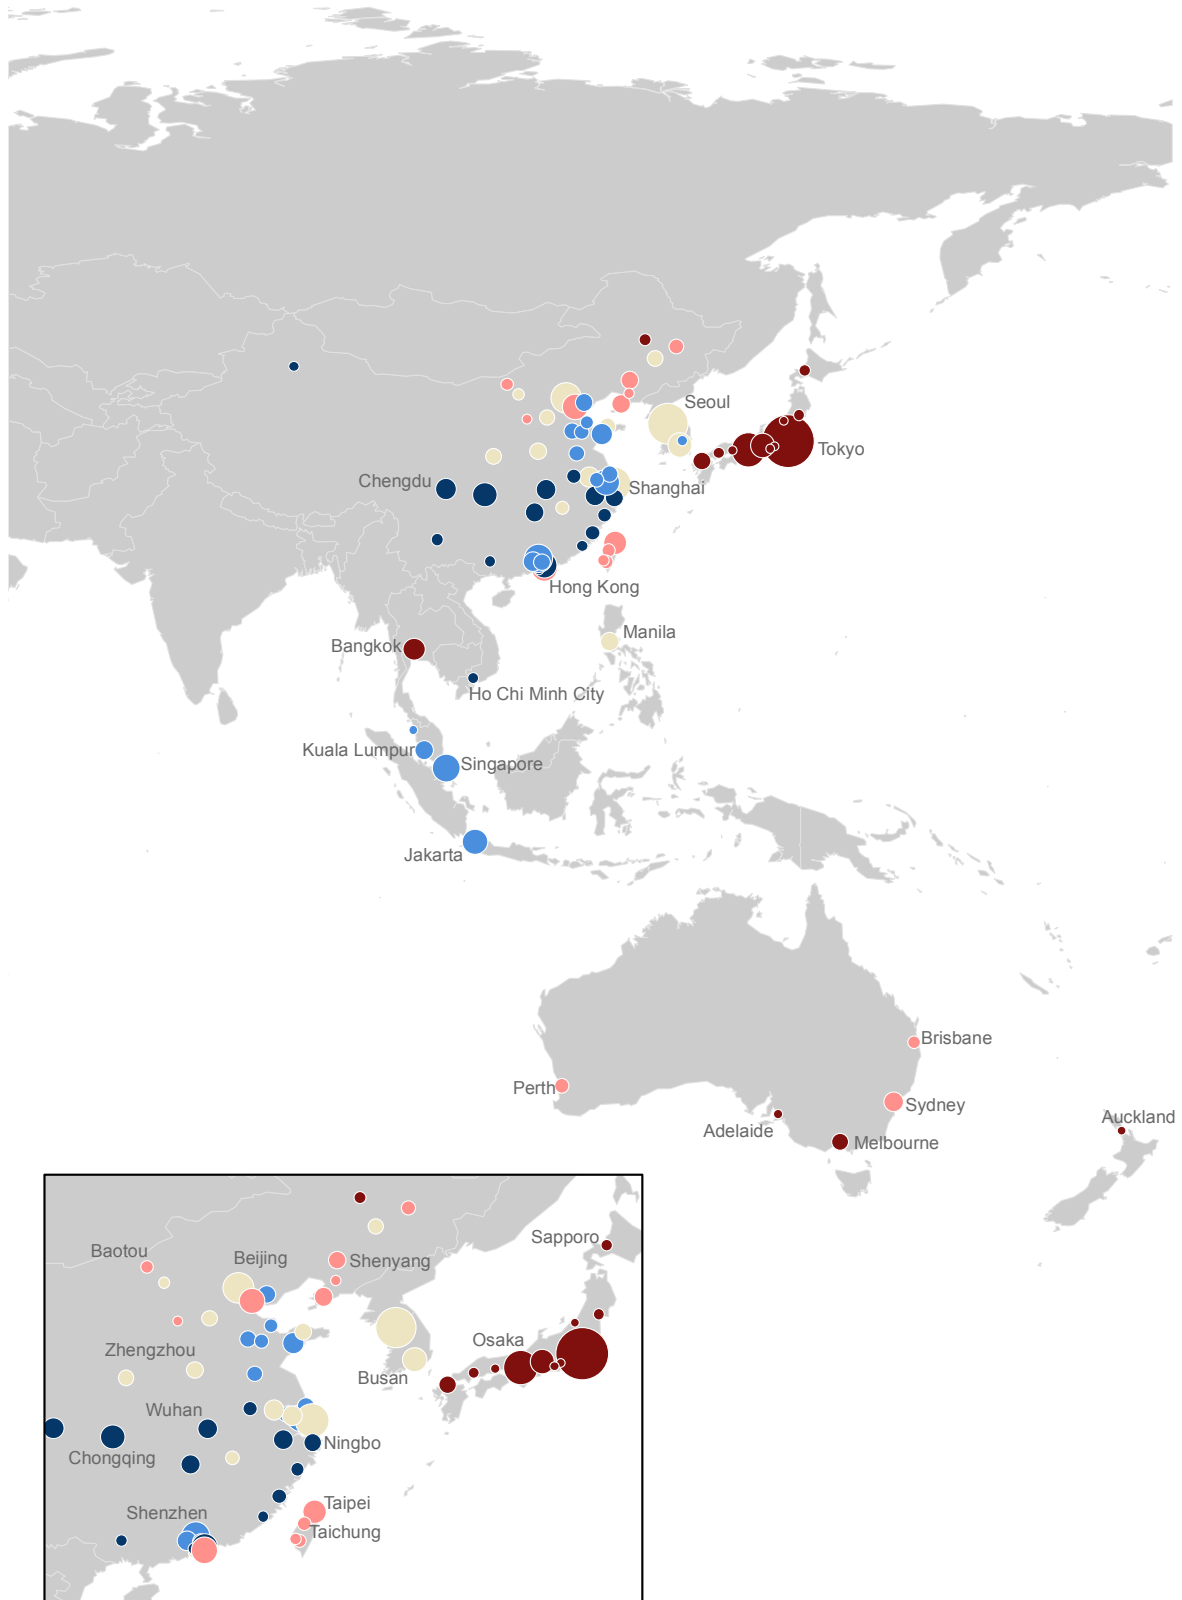 Seoul
Tokyo
Chengdu
Shanghai
Hong Kong
Manila
Bangkok
Ho Chi Minh City
Kuala Lumpur
Singapore
Jakarta
Brisbane
Perth
Sydney
Auckland
Adelaide
Melbourne
Sapporo
Baotou
Beijing
Shenyang
Osaka
Zhengzhou
Busan
Wuhan
Ningbo
Chongqing
Taipei
Shenzhen
Taichung